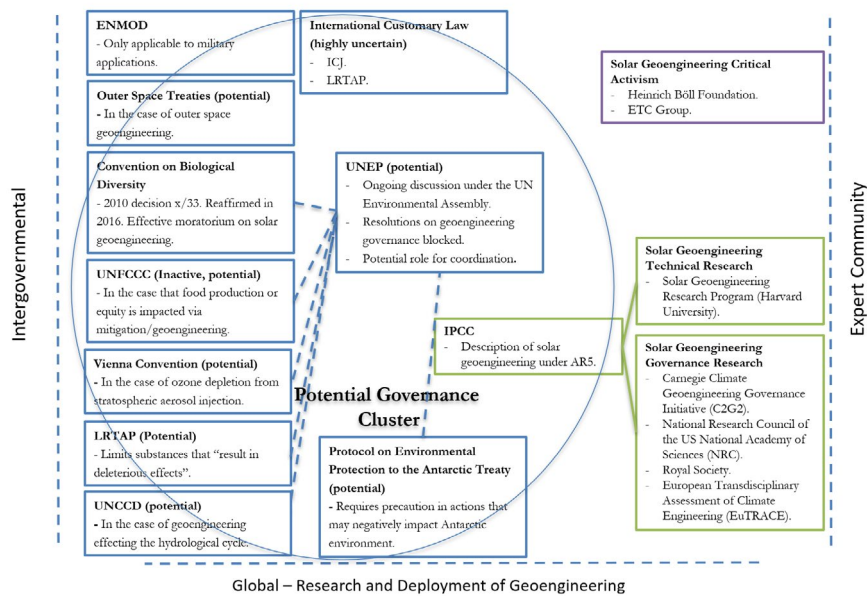 ENMOD
- Only applicable to military
applications.
International Customary Law
(highly uncertain)
- ICJ.
- LRTAP.
Solar Geoengineering Critical
Activism
- Heinrich Böll Foundation.
- ETC Group.
Outer Space Treaties (potential)
- In the case of outer space
geoengineering.
Convention on Biological
Diversity
- 2010 decision x/33. Reaffirmed in
2016. Effective moratorium on solar
geoengineering.
UNEP (potential)
- Ongoing discussion under the UN
Environmental Assembly.
- Resolutions on geoengineering
governance blocked.
- Potential role for coordination.
Intergovernmental
Expert Community
UNFCCC (Inactive, potential)
- In the case that food production or
equity is impacted via
mitigation/geoengineering.
Solar Geoengineering
Technical Research
- Solar Geoengineering
Research Program (Harvard
University).
IPCC
- Description of solar
geoengineering under AR5.
Vienna Convention (potential)
- In the case of ozone depletion from
stratospheric aerosol injection.
Solar Geoengineering
Governance Research
- Carnegie Climate
Geoengineering Governance
Initiative (C2G2).
- National Research Council of
the US National Academy of
Sciences (NRC).
- Royal Society.
- European Transdisciplinary
Assessment of Climate
Engineering (EuTRACE).
Potential Governance
Cluster
LRTAP (Potential)
- Limits substances that “result in
deleterious effects”.
Protocol on Environmental
Protection to the Antarctic Treaty
(potential)
- Requires precaution in actions that
may negatively impact Antarctic
environment.
UNCCD (potential)
- In the case of geoengineering
effecting the hydrological cycle.
Global – Research and Deployment of Geoengineering